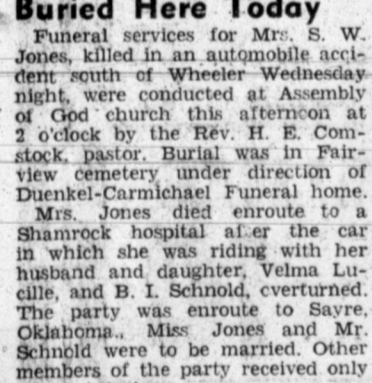 Buried Here Today
Funeral services for Mrs. S. W.
Jones, killed in an automobile acci-
dent south of Wheeler Wednesday
night, were conducted at Assembly
of God church this afternoon at
2 o'clock by the Rev. H. E. Com-
stock, pastor. Burial was in Fair-
view cemetery under direction of
Duenkel-Carmichael Funeral home.
Mrs. Jones died enroute to a
Shamrock hospital af er the car
in which she was riding with her
husband and daughter, Velma Lu-
cille, and B. I. Schnold, cverturned.
The party was enroute to Sayre,
Oklahoma., Miss Jones and Mr.
Schnold were to be married. Other
members of the party received only